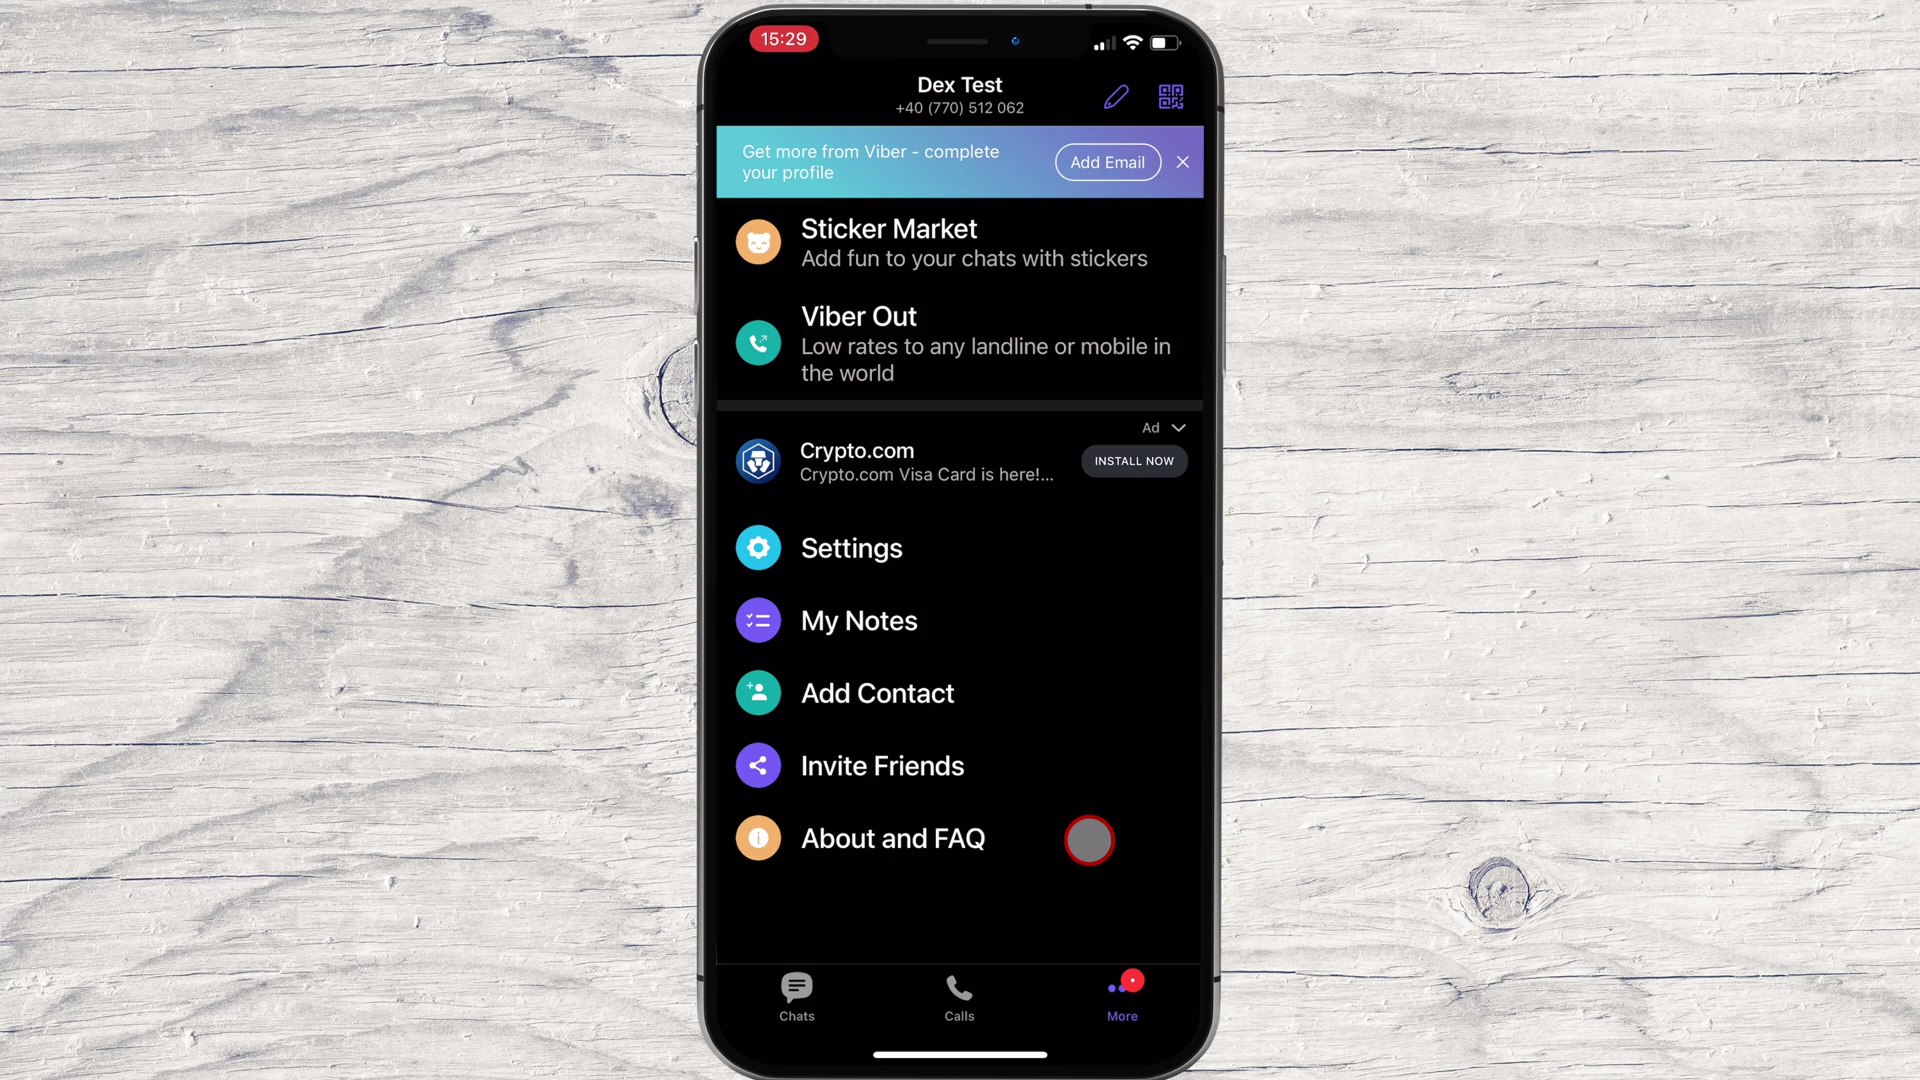 15:29
Dex Test
+40 (770) 512 062
Get more from Viber - complete
your profile
Add Email
Sticker Market
Add fun to your chats with stickers
Viber Out
Low rates to any landline or mobile in
the world
Ad
Crypto.com
Crypto.com Visa Card is here!...
INSTALL NOW
Settings
My Notes
Add Contact
Invite Friends
About and FAQ
Chats
Calls
More